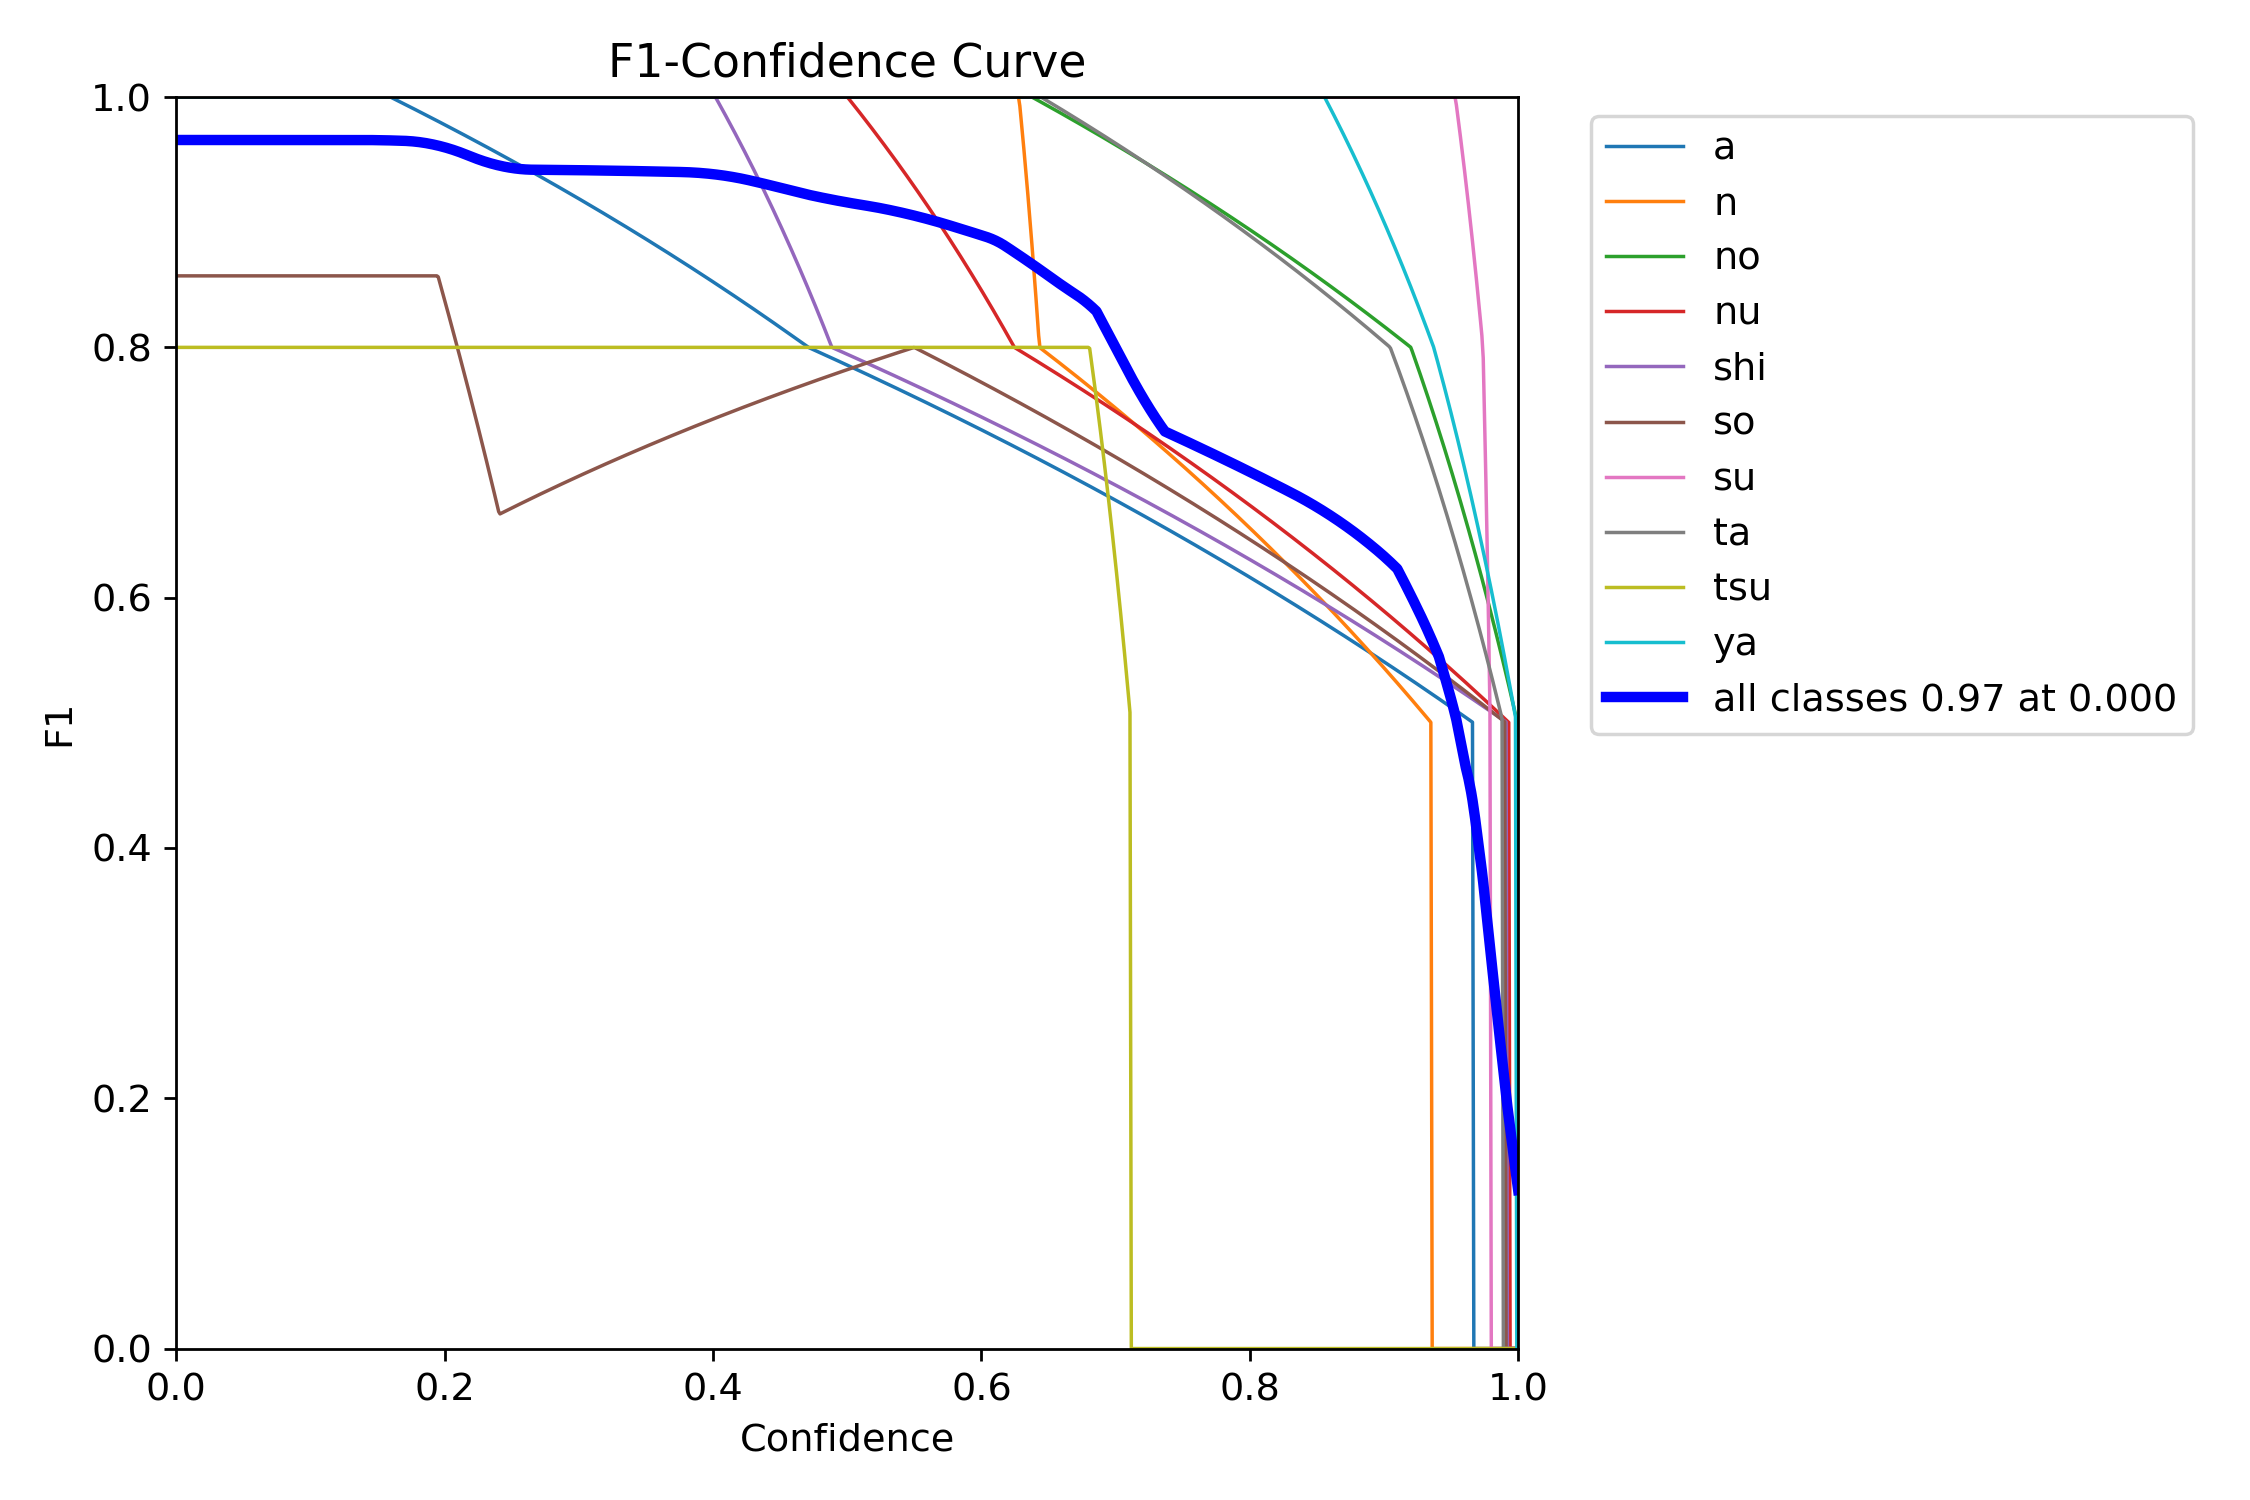 F1-Confidence Curve
1.0
0.8
0.6
0.4
0.2
0.0
F1
0.0 0.2 0.4 0.6 0.8 1.0
Confidence
a
n
no
nu
shi
so
su
ta
tsu
ya
all classes 0.97 at 0.000